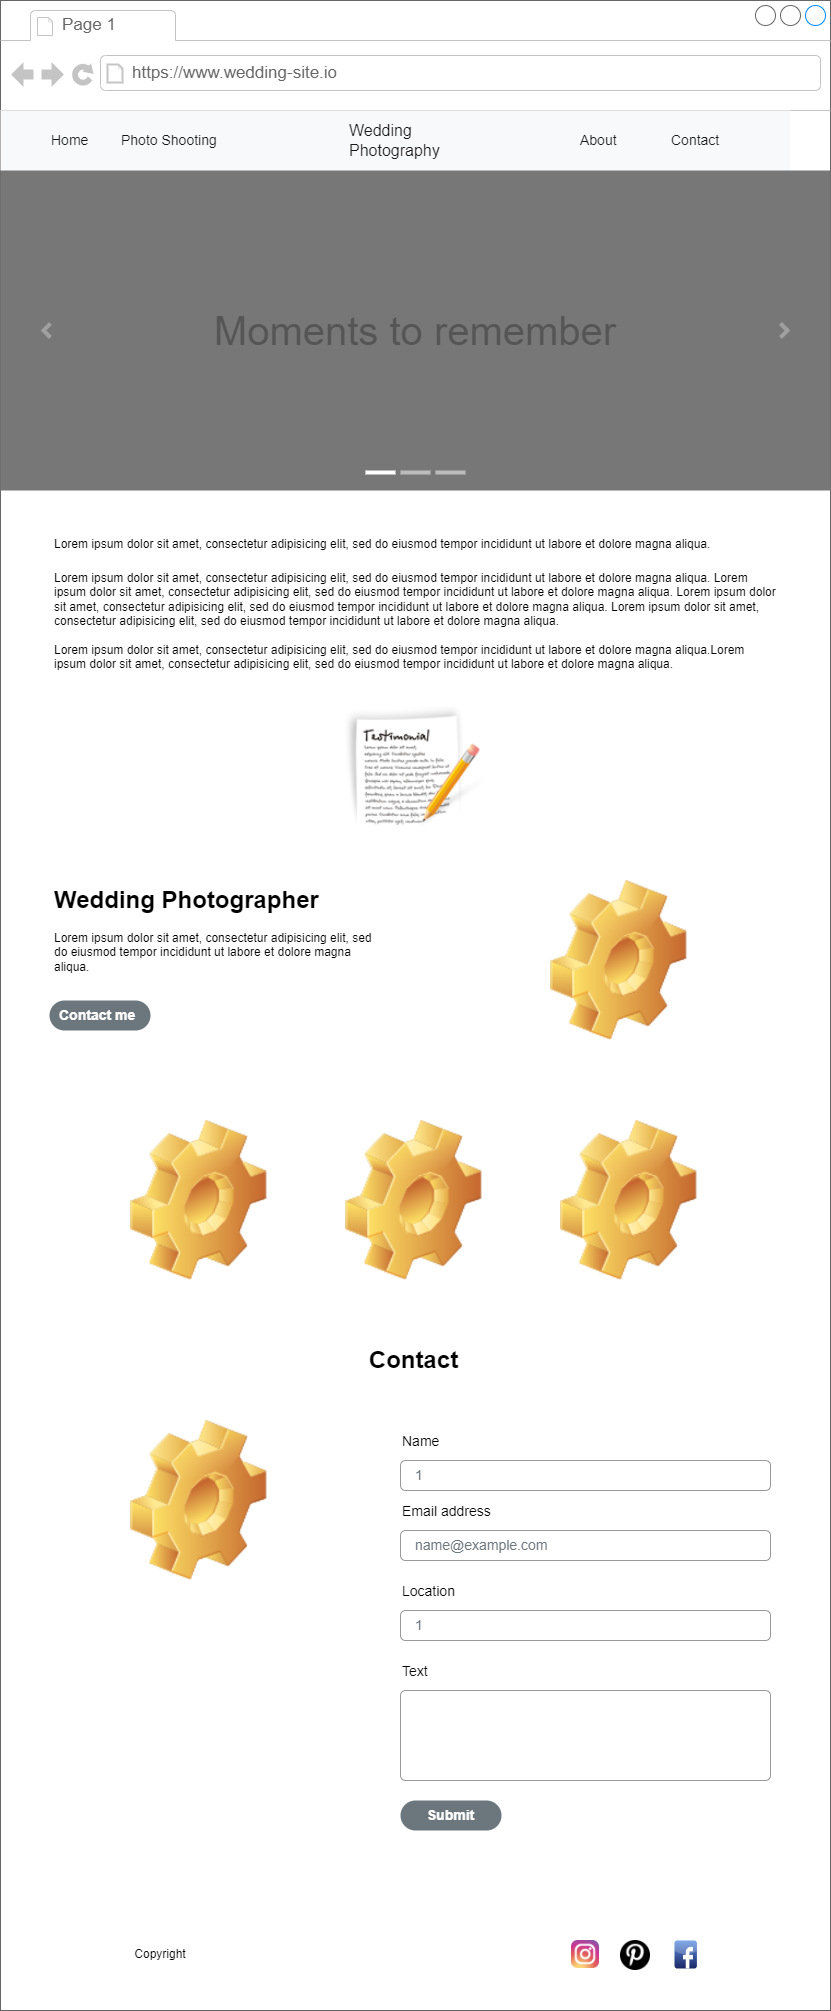 Page 1
https://www.wedding-site.io
Home Photo Shooting
Wedding
Photography
About Contact
Moments to remember
Lorem ipsum dolor sit amet, consectetur adipisicing elit, sed do eiusmod tempor incididunt ut labore et dolore magna aliqua.
Lorem ipsum dolor sit amet, consectetur adipisicing elit, sed do eiusmod tempor incididunt ut labore et dolore magna aliqua. Lorem
ipsum dolor sit amet, consectetur adipisicing elit, sed do eiusmod tempor incididunt ut labore et dolore magna aliqua. Lorem ipsum dolor
sit amet, consectetur adipisicing elit, sed do eiusmod tempor incididunt ut labore et dolore magna aliqua. Lorem ipsum dolor sit amet,
consectetur adipisicing elit, sed do eiusmod tempor incididunt ut labore et dolore magna aliqua.
Lorem ipsum dolor sit amet, consectetur adipisicing elit, sed do eiusmod tempor incididunt ut labore et dolore magna aliqua.Lorem
ipsum dolor sit amet, consectetur adipisicing elit, sed do eiusmod tempor incididunt ut labore et dolore magna aliqua.
Testimonial
Wedding Photographer
Lorem ipsum dolor sit amet, consectetur adipisicing elit, sed
do eiusmod tempor incididunt ut labore et dolore magna
aliqua.
Contact me
Contact
Name
1
Email address
name@example.com
Location
1
Text
Submit
Copyright